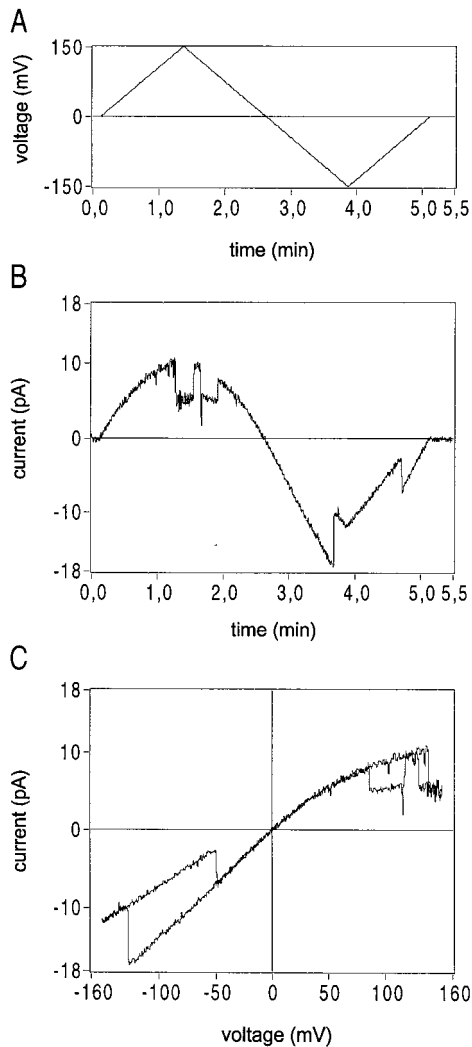 A
voltage (mV)
150
0
-150
0,0 1,0 2,0 3,0 4,0 5,0 5,5
time (min)
B
current (pA)
18
10
0
-10
-18
0,0 1,0 2,0 3,0 4,0 5,0 5,5
time (min)
C
current (pA)
18
10
0
-10
-18
-160 -100 -50 0 50 100 160
voltage (mV)